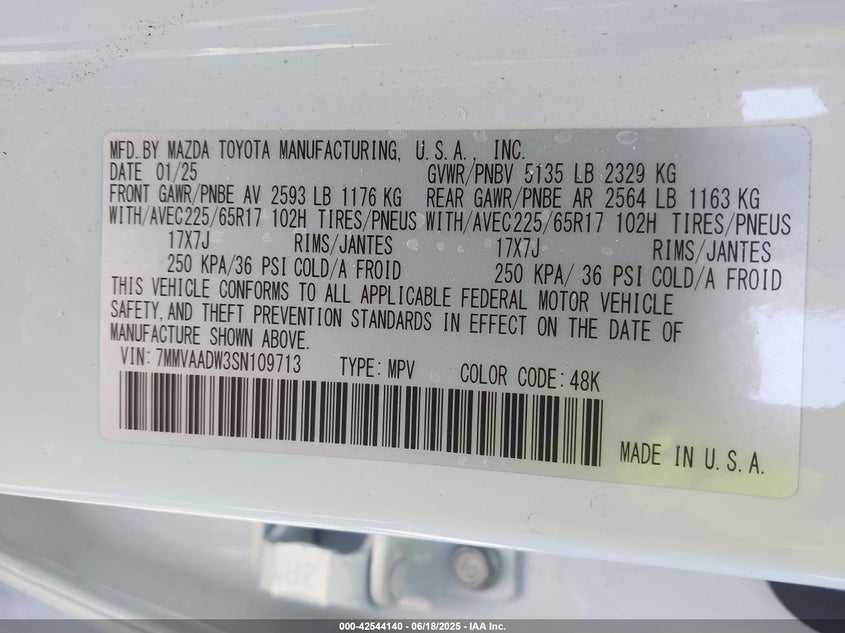 MFD. BY MAZDA TOYOTA MANUFACTURING, U.S.A., INC.
DATE 01/25 GVWR/PNBV 5135 LB 2329 KG
FRONT GAWR/PNBE AV 2593 LB 1176 KG REAR GAWR/PNBE AR 2564 LB 1163 KG
WITH/AVEC225/65R17 102H TIRES/PNEUS WITH/AVEC225/65R17 102H TIRES/PNEUS
17X7J RIMS/JANTES 17X7J RIMS/JANTES
250 KPA/36 PSI COLD/A FROID 250 KPA/ 36 PSI COLD/A FROID
THIS VEHICLE CONFORMS TO ALL APPLICABLE FEDERAL MOTOR VEHICLE
SAFETY, AND THEFT PREVENTION STANDARDS IN EFFECT ON THE DATE OF
MANUFACTURE SHOWN ABOVE.
VIN: 7MMVAADW3SN109713 TYPE: MPV COLOR CODE: 48K
MADE IN U.S.A.
000-42544140 - 06/18/2025 - IAA Inc.